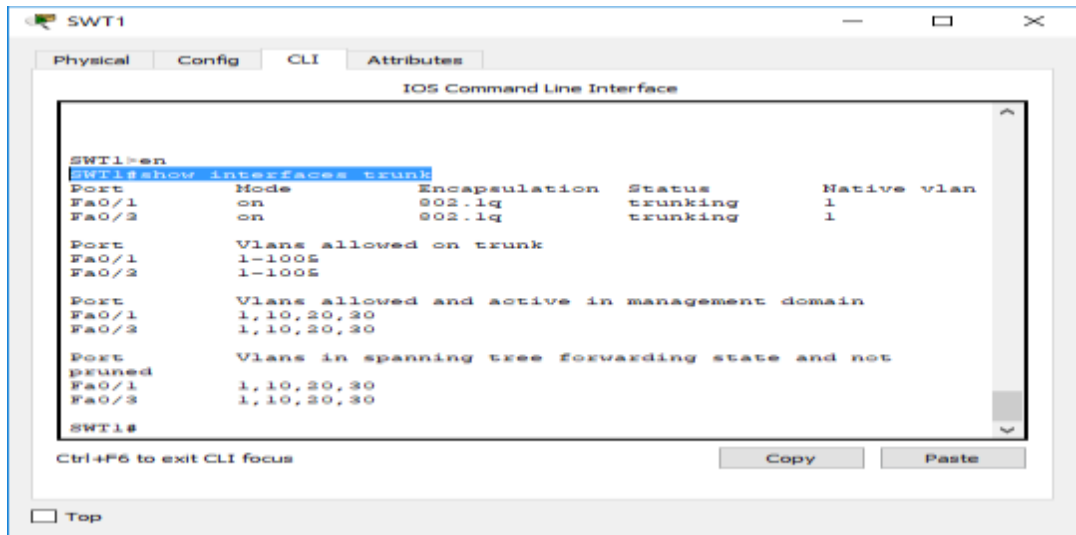 SWT1
Physical Config CLI Attributes
IOS Command Line Interface
SWT1>en
SWT1#show interfaces trunk
Port Mode Encapsulation Status Native vlan
Fa0/1 on 802.1q trunking 1
Fa0/3 on 802.1q trunking 1
Port Vlans allowed on trunk
Fa0/1 1-1005
Fa0/3 1-1005
Port Vlans allowed and active in management domain
Fa0/1 1,10,20,30
Fa0/3 1,10,20,30
Port Vlans in spanning tree forwarding state and not
pruned
Fa0/1 1,10,20,30
Fa0/3 1,10,20,30
SWT1#
Ctrl+F6 to exit CLI focus Copy Paste
Top